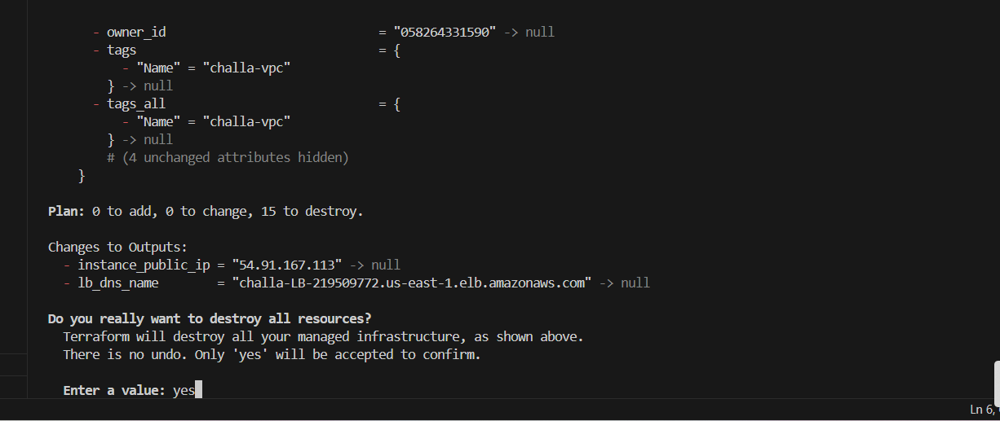 - owner_id = "058264331590" -> null
- tags = {
- "Name" = "challa-vpc"
} -> null
- tags_all = {
- "Name" = "challa-vpc"
} -> null
# (4 unchanged attributes hidden)
}
Plan: 0 to add, 0 to change, 15 to destroy.
Changes to Outputs:
- instance_public_ip = "54.91.167.113" -> null
- lb_dns_name = "challa-LB-219509772.us-east-1.elb.amazonaws.com" -> null
Do you really want to destroy all resources?
Terraform will destroy all your managed infrastructure, as shown above.
There is no undo. Only 'yes' will be accepted to confirm.
Enter a value: yes
Ln 6,